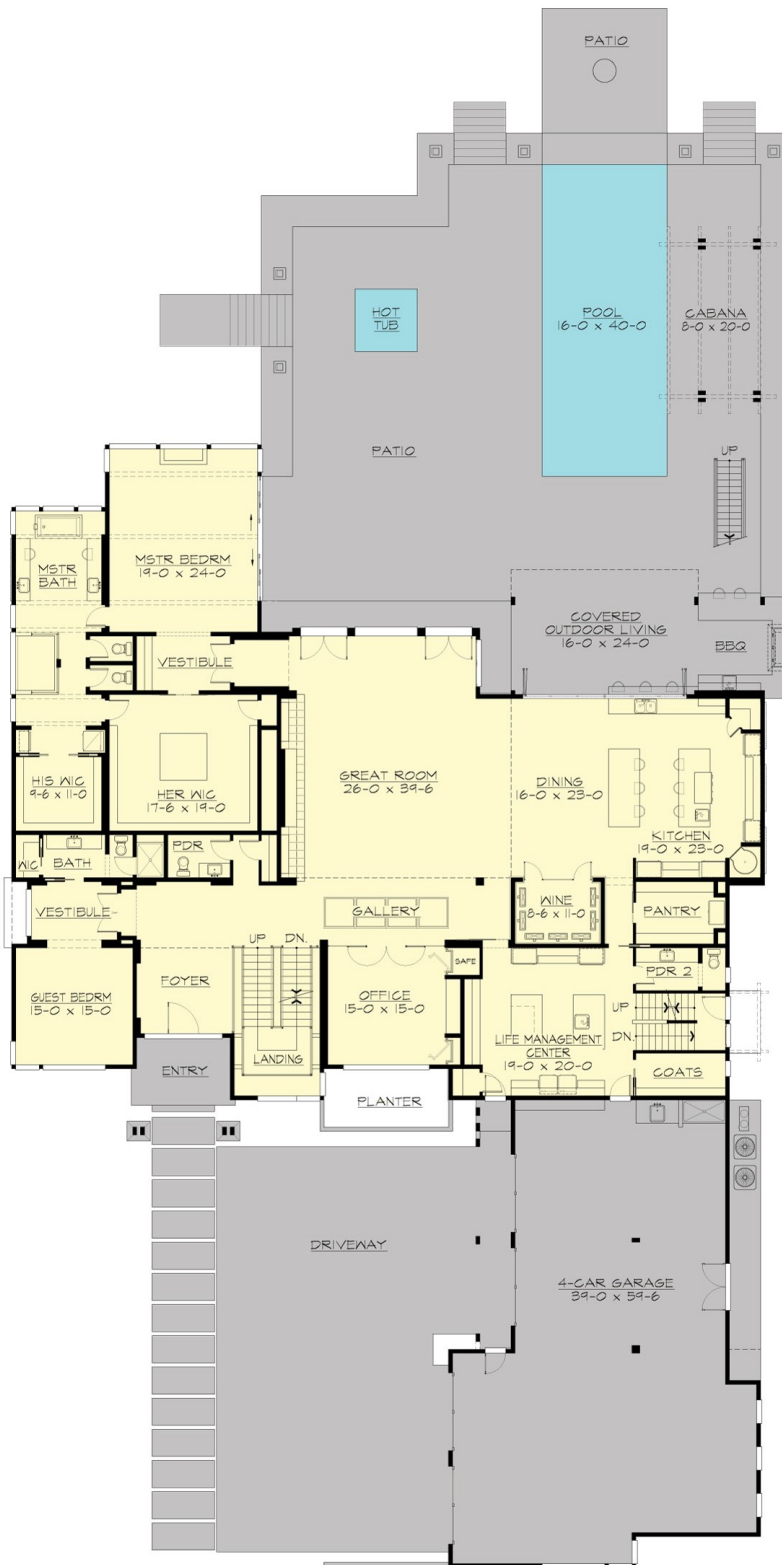 PATIO
HOT
TUB
POOL
16-0 x 40-0
CABANA
8-0 x 20-0
PATIO
UP
MSTR BEDRM
19-0 x 24-0
MSTR
BATH
COVERED
OUTDOOR LIVING
16-0 x 24-0
BBQ
VESTIBULE
HIS WIC
9-6 x 11-0
HER WIC
17-6 x 19-0
GREAT ROOM
26-0 x 39-6
DINING
16-0 x 23-0
KITCHEN
19-0 x 23-0
WIC
BATH
PDR
VESTIBULE
GALLERY
WINE
8-6 x 11-0
PANTRY
UP
DN.
SAFE
PDR 2
FOYER
OFFICE
15-0 x 15-0
GUEST BEDRM
15-0 x 15-0
UP
DN.
LIFE MANAGEMENT
CENTER
19-0 x 20-0
LANDING
ENTRY
COATS
PLANTER
DRIVEWAY
4-CAR GARAGE
39-0 x 59-6